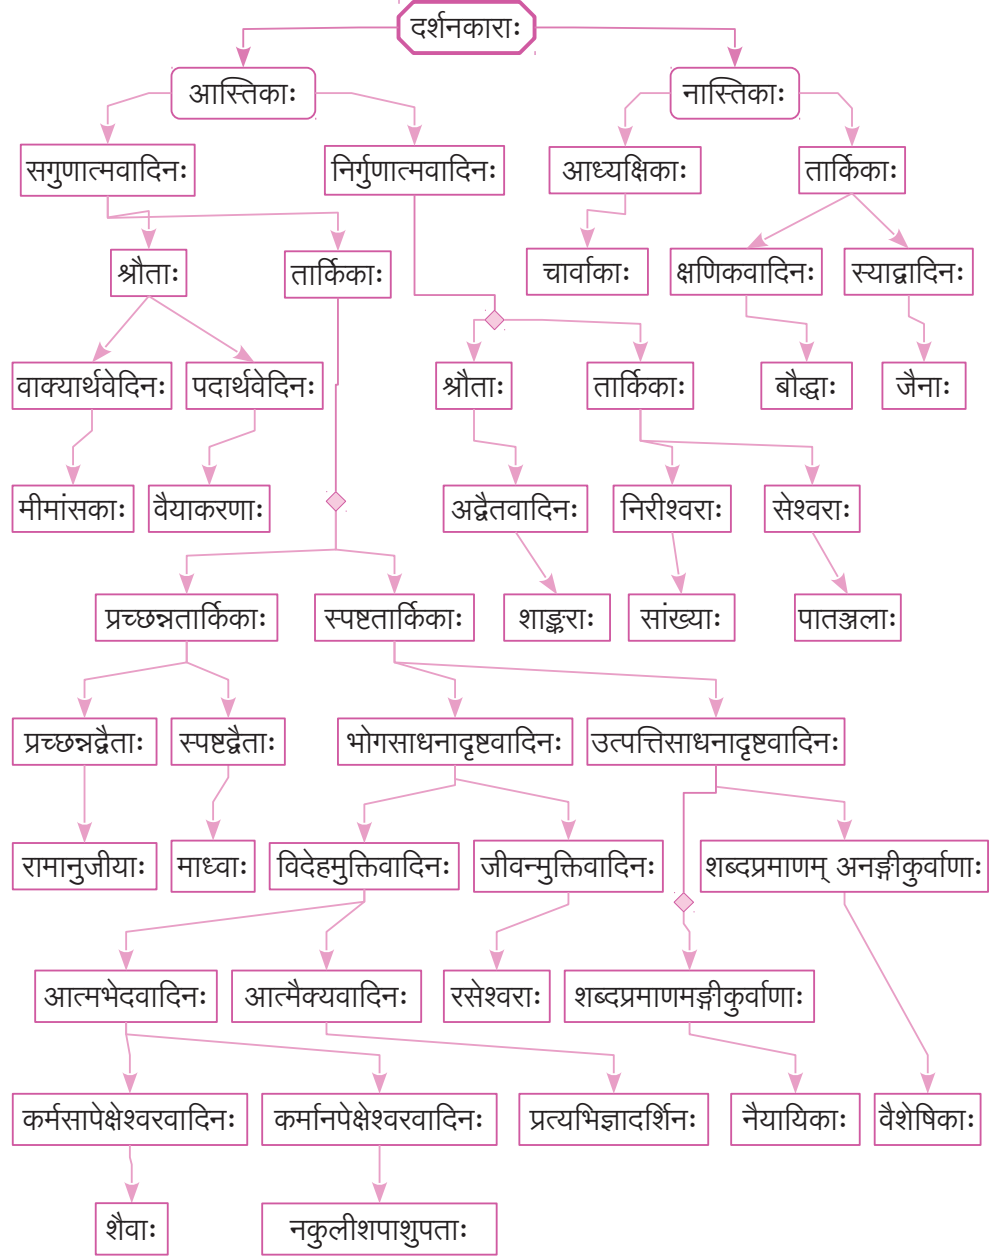 दर्शनकाराः
आस्तिकाः
नास्तिकाः
सगुणात्मवादिनः
निर्गुणात्मवादिनः
आध्यक्षिकाः
तार्किकाः
श्रौताः
तार्किकाः
चार्वाकाः
क्षणिकवादिनः
स्याद्वादिनः
वाक्यार्थवेदिनः
पदार्थवेदिनः
श्रौताः
तार्किकाः
बौद्धाः
जैनाः
मीमांसकाः
वैयाकरणाः
अद्वैतवादिनः
निरीश्वराः
सेश्वराः
प्रच्छन्नतार्किकाः
स्पष्टतार्किकाः
शाङ्कराः
सांख्याः
पातञ्जलाः
प्रच्छन्नद्वैताः
स्पष्टद्वैताः
भोगसाधनादृष्टवादिनः
उत्पत्तिसाधनादृष्टवादिनः
रामानुजीयाः
माध्वाः
विदेहमुक्तिवादिनः
जीवन्मुक्तिवादिनः
शब्दप्रमाणम् अनङ्गीकुर्वाणाः
आत्मभेदवादिनः
आत्मैक्यवादिनः
रसेश्वराः
शब्दप्रमाणमङ्गीकुर्वाणाः
कर्मसापेक्षेश्वरवादिनः
कर्मानपेक्षेश्वरवादिनः
प्रत्यभिज्ञादर्शिनः
नैयायिकाः
वैशेषिकाः
शैवाः
नकुलीशपाशुपताः